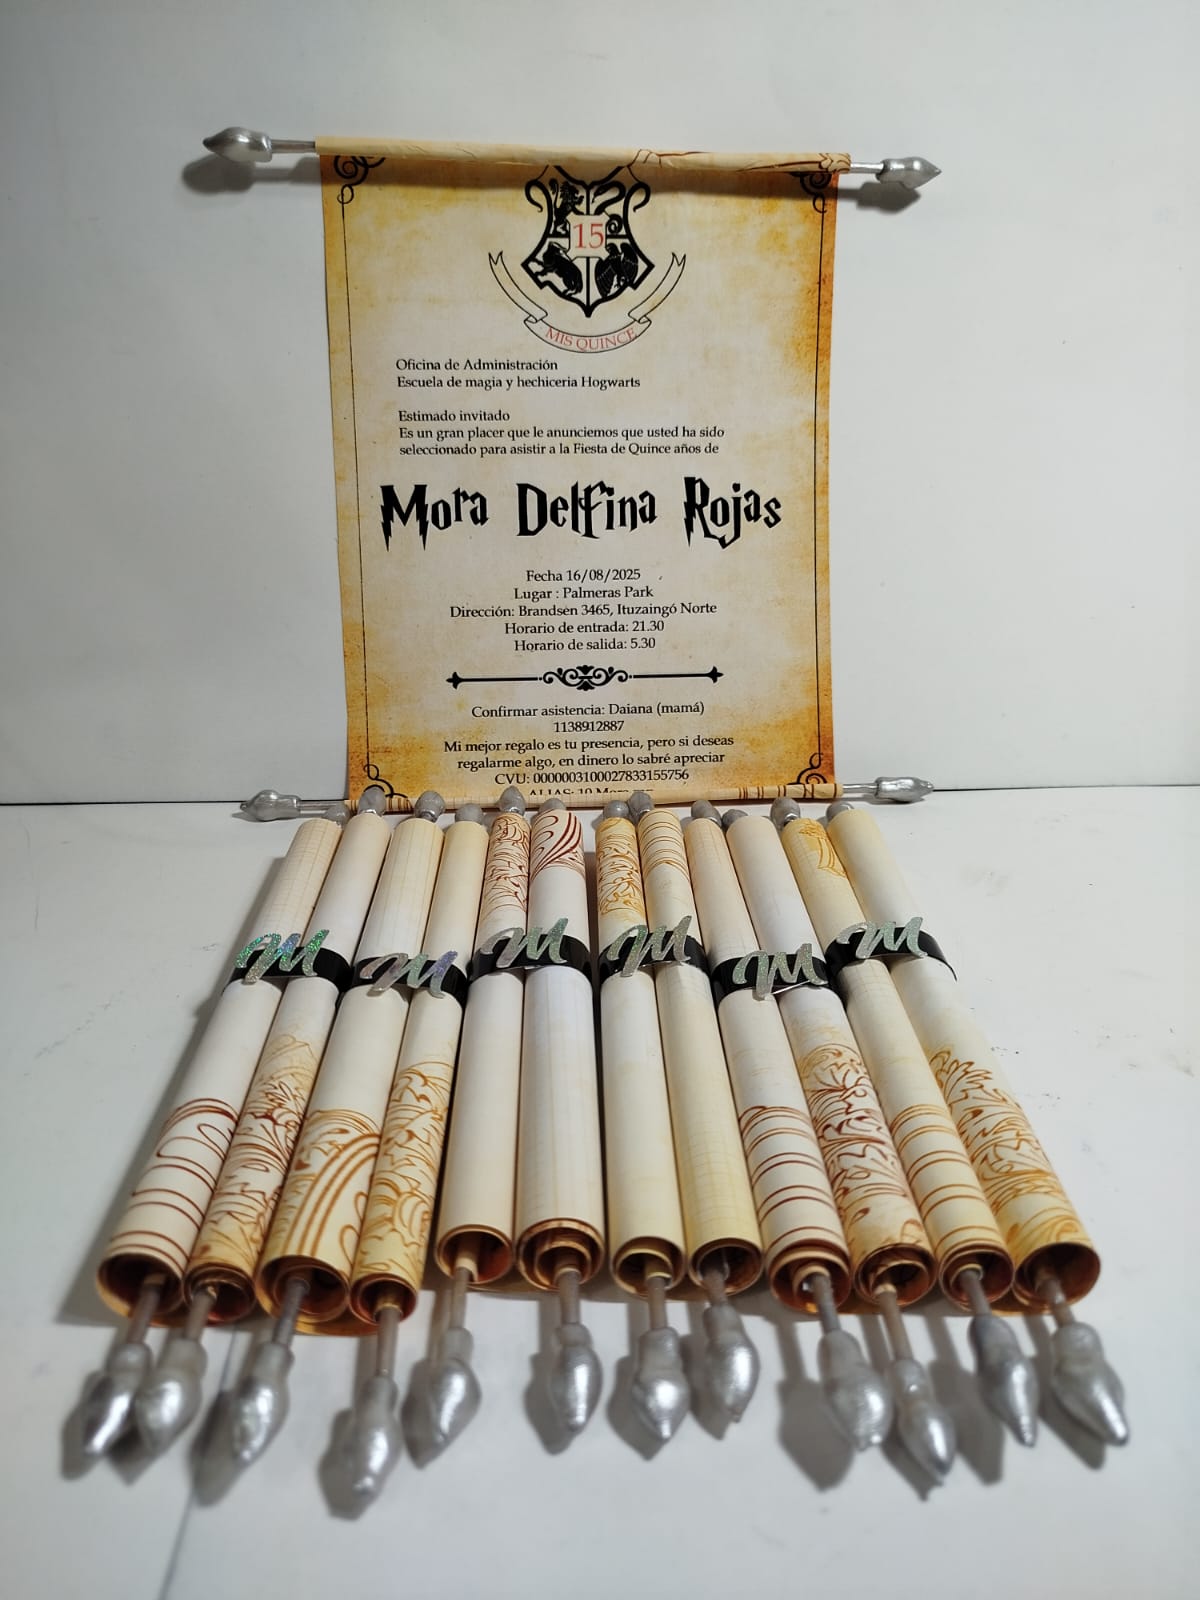 15
MIS QUINCE
Oficina de Administración
Escuela de magia y hechiceria Hogwarts
Estimado invitado
Es un gran placer que le anunciemos que usted ha sido
seleccionado para asistir a la Fiesta de Quince años de
Mora Delfina Rojas
Fecha 16/08/2025
Lugar : Palmeras Park
Dirección: Brandsen 3465, Ituzaingó Norte
Horario de entrada: 21.30
Horario de salida: 5.30
Confirmar asistencia: Daiana (mamá)
1138912887
Mi mejor regalo es tu presencia, pero si deseas
regalarme algo, en dinero lo sabré apreciar
CVU: 0000003100027833155756
ALIAS: 10 Mora
M M M M M M